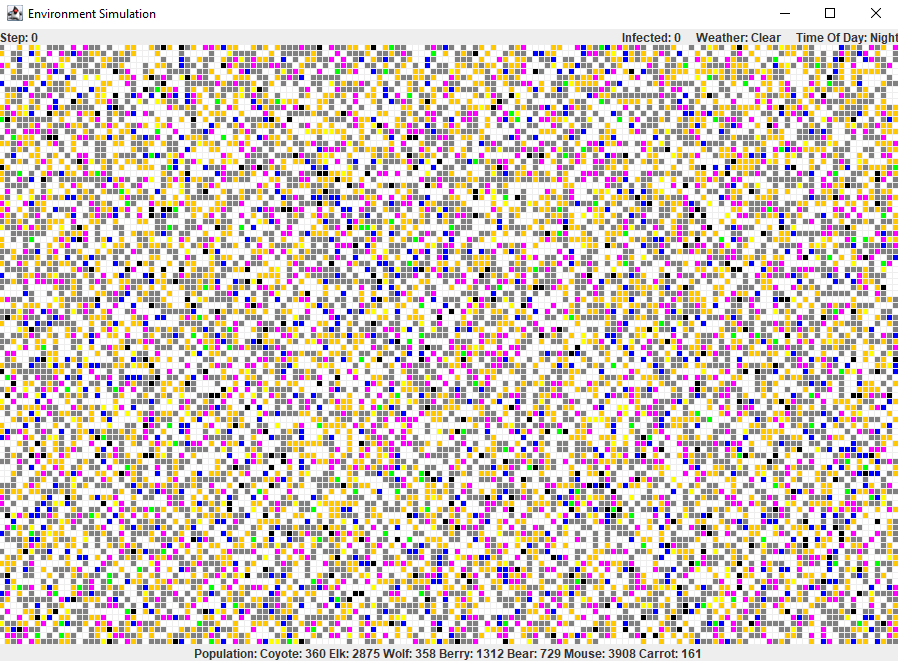 Environment Simulation
Step: 0 Infected: 0 Weather: Clear Time Of Day: Night
Population: Coyote: 360 Elk: 2875 Wolf: 358 Berry: 1312 Bear: 729 Mouse: 3908 Carrot: 161